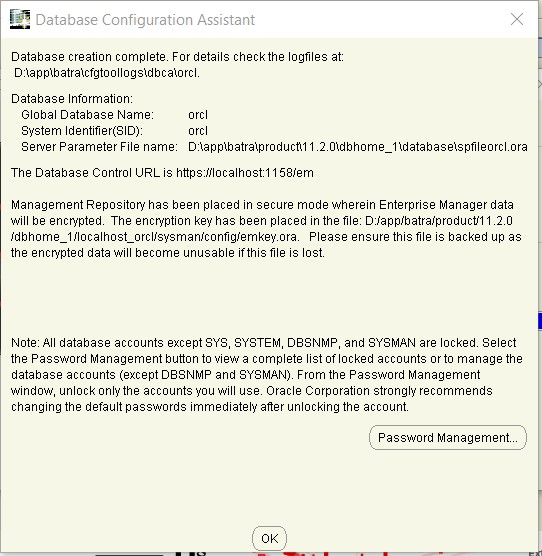 Database Configuration Assistant
Database creation complete. For details check the logfiles at:
D:\app\batra\cfgtoollogs\dbca\orcl.
Database Information:
Global Database Name: orcl
System Identifier(SID): orcl
Server Parameter File name: D:\app\batra\product\11.2.0\dbhome_1\database\spfileorcl.ora
The Database Control URL is https://localhost:1158/em
Management Repository has been placed in secure mode wherein Enterprise Manager data
will be encrypted. The encryption key has been placed in the file: D:/app/batra/product/11.2.0
/dbhome_1/localhost_orcl/sysman/config/emkey.ora. Please ensure this file is backed up as
the encrypted data will become unusable if this file is lost.
Note: All database accounts except SYS, SYSTEM, DBSNMP, and SYSMAN are locked. Select
the Password Management button to view a complete list of locked accounts or to manage the
database accounts (except DBSNMP and SYSMAN). From the Password Management
window, unlock only the accounts you will use. Oracle Corporation strongly recommends
changing the default passwords immediately after unlocking the account.
Password Management...
OK